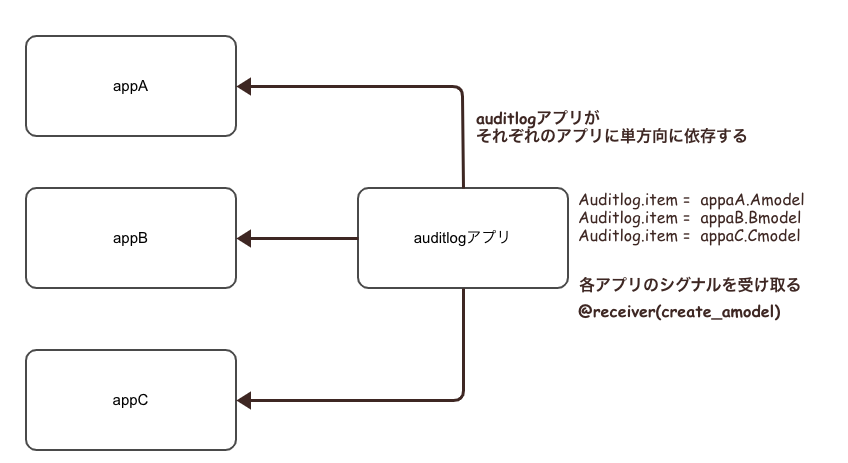 appA
auditlogアプリが
それぞれのアプリに単方向に依存する
appB
auditlogアプリ
Auditlog.item = appaA.Amodel
Auditlog.item = appaB.Bmodel
Auditlog.item = appaC.Cmodel
各アプリのシグナルを受け取る
@receiver(create_amodel)
appC